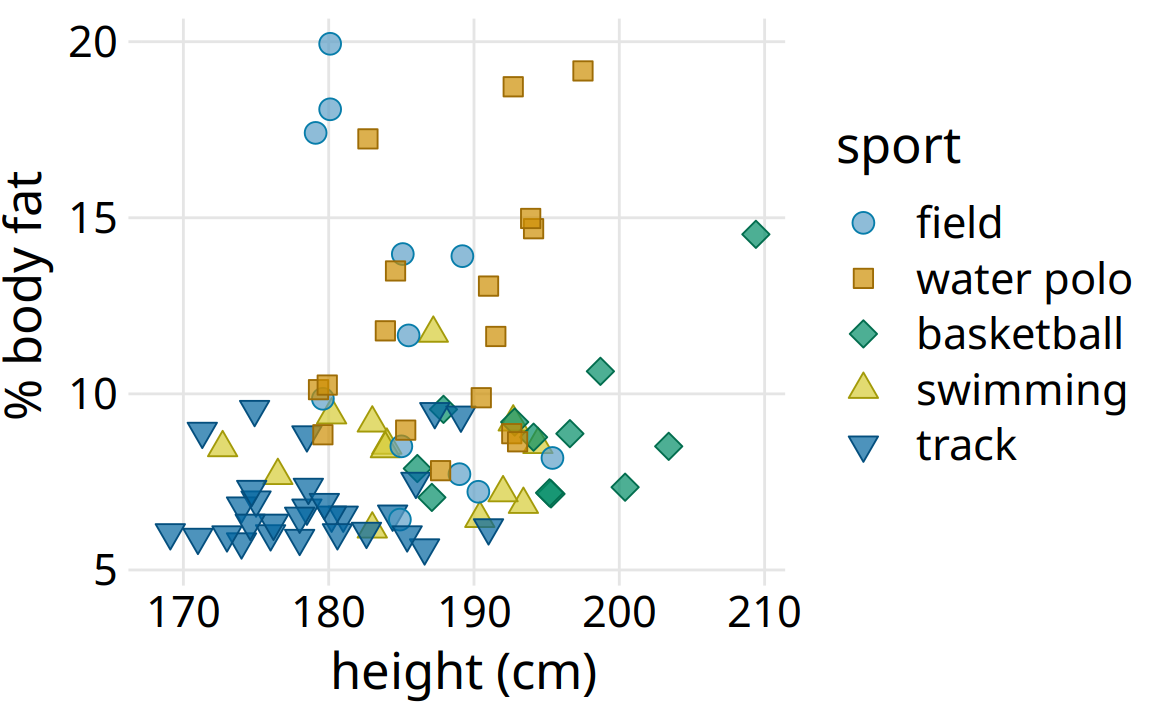 20
15
10
5
% body fat
170 180 190 200 210
height (cm)
sport
field
water polo
basketball
swimming
track